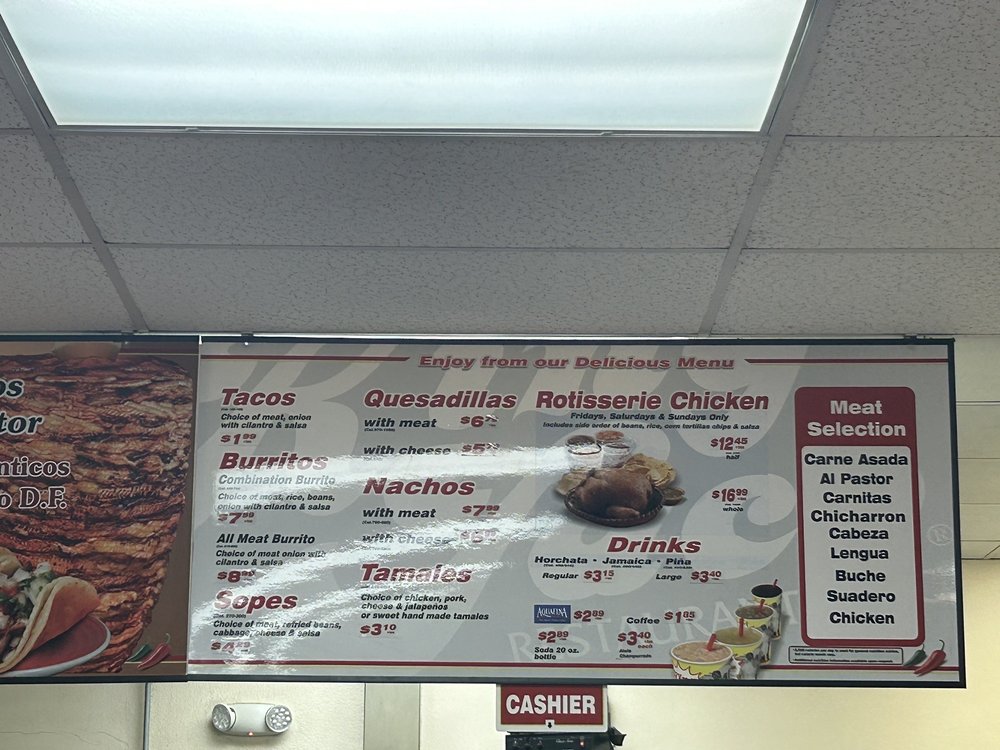 os
tor
nticos
o D.F.
Enjoy from our Delicious Menu
Tacos
Choice of meat, onion
with cilantro & salsa
$1.99
Burritos
Combination Burrito
Choice of meat, rice, beans,
onion with cilantro & salsa
All Meat Burrito
Choice of meat onion with
cilantro & salsa
Sopes
Choice of meat, refried beans,
cabbage, cheese & salsa
Quesadillas
with meat
with cheese
Nachos
with meat
with cheese
Tamales
Choice of chicken, pork,
cheese & jalapeños
or sweet hand made tamales
$3.10
Rotisserie Chicken
Fridays, Saturdays & Sundays Only
Includes side order of beans, rice, corn tortillas chips & salsa
$12.45
half
$16.99
whole
Drinks
Horchata • Jamaica • Piña
Regular $3.15 Large $3.40
AQUAFINA $2.89 Coffee $1.85
$2.89
Soda 20 oz.
bottle
$3.40
each
Atole
Champurrado
RESTAURANT
®
Meat
Selection
Carne Asada
Al Pastor
Carnitas
Chicharron
Cabeza
Lengua
Buche
Suadero
Chicken
CASHIER